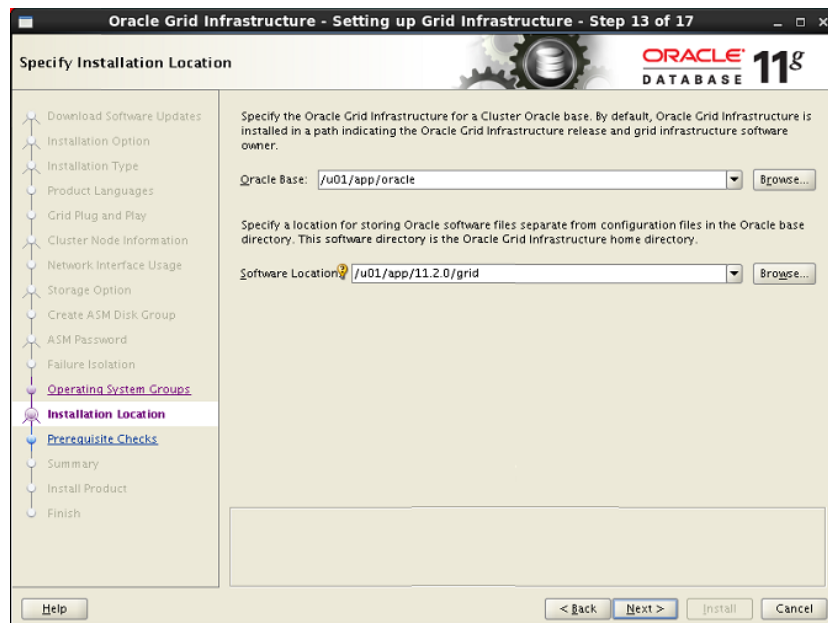 Oracle Grid Infrastructure - Setting up Grid Infrastructure - Step 13 of 17
Specify Installation Location
ORACLE
DATABASE
11g
Download Software Updates
Installation Option
Installation Type
Product Languages
Grid Plug and Play
Cluster Node Information
Network Interface Usage
Storage Option
Create ASM Disk Group
ASM Password
Failure Isolation
Operating System Groups
Installation Location
Prerequisite Checks
Summary
Install Product
Finish
Specify the Oracle Grid Infrastructure for a Cluster Oracle base. By default, Oracle Grid Infrastructure is
installed in a path indicating the Oracle Grid Infrastructure release and grid infrastructure software
owner.
Oracle Base: /u01/app/oracle Browse...
Specify a location for storing Oracle software files separate from configuration files in the Oracle base
directory. This software directory is the Oracle Grid Infrastructure home directory.
Software Location: /u01/app/11.2.0/grid Browse...
Help < Back Next > Install Cancel